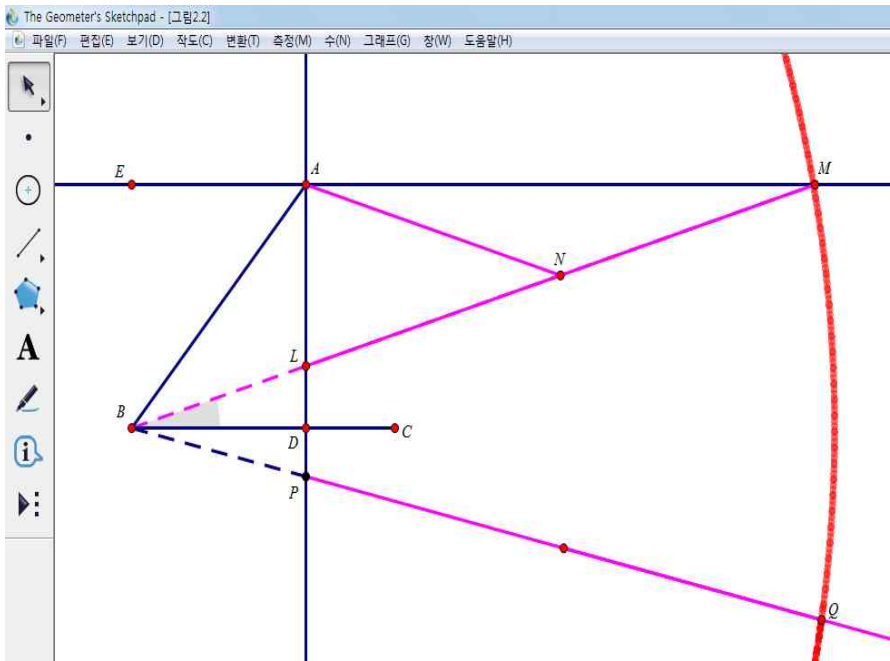 The Geometer's Sketchpad - [그림2.2]
파일(F) 편집(E) 보기(D) 작도(C) 변환(T) 측정(M) 수(N) 그래프(G) 창(W) 도움말(H)
E A M
N
L
B
D C
P
A
Q